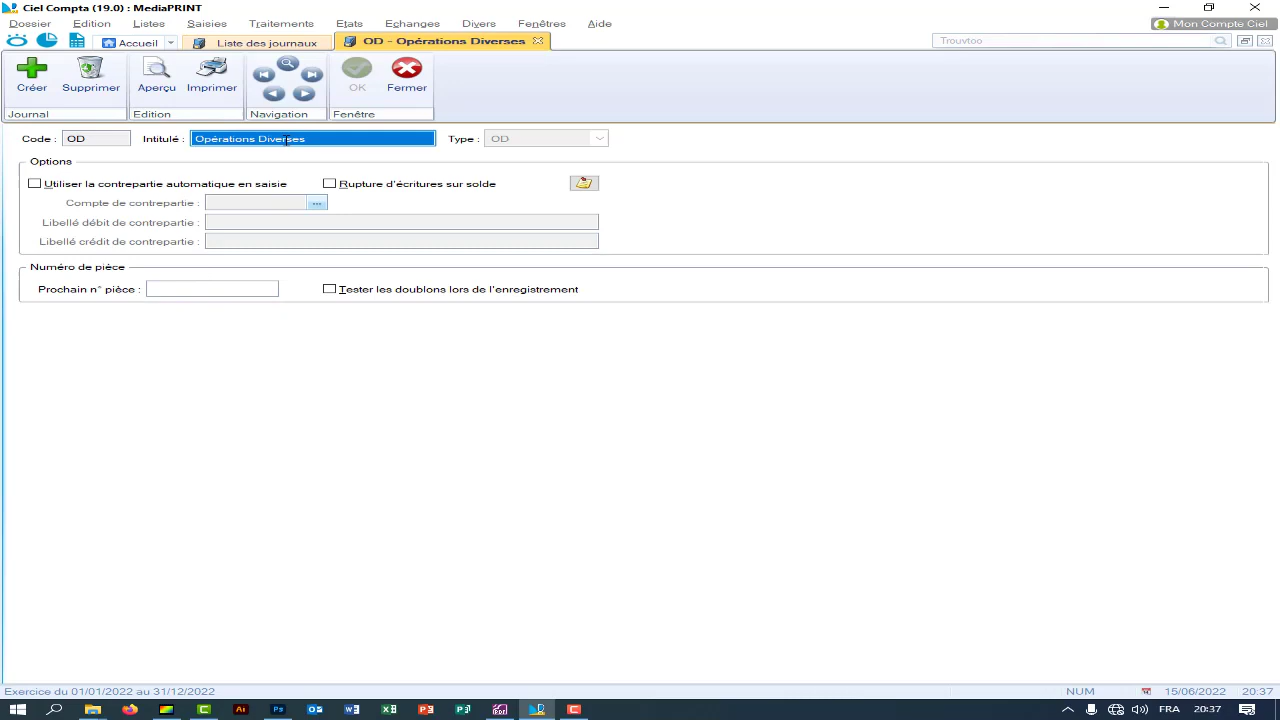 Ciel Compta (19.0) : MediaPRINT
Dossier Edition Listes Saisies Traitements Etats Echanges Divers Fenêtres Aide
Mon Compte Ciel
Accueil Liste des journaux OD - Opérations Diverses Trouvtoo
Créer Supprimer Aperçu Imprimer OK Fermer
Journal Edition Navigation Fenêtre
Code : OD Intitulé : Opérations Diverses Type : OD
Options
Utiliser la contrepartie automatique en saisie Rupture d'écritures sur solde
Compte de contrepartie : ...
Libellé débit de contrepartie :
Libellé crédit de contrepartie :
Numéro de pièce
Prochain n° pièce : Tester les doublons lors de l'enregistrement
Exercice du 01/01/2022 au 31/12/2022 NUM 15/06/2022 20:37
FRA 20:37